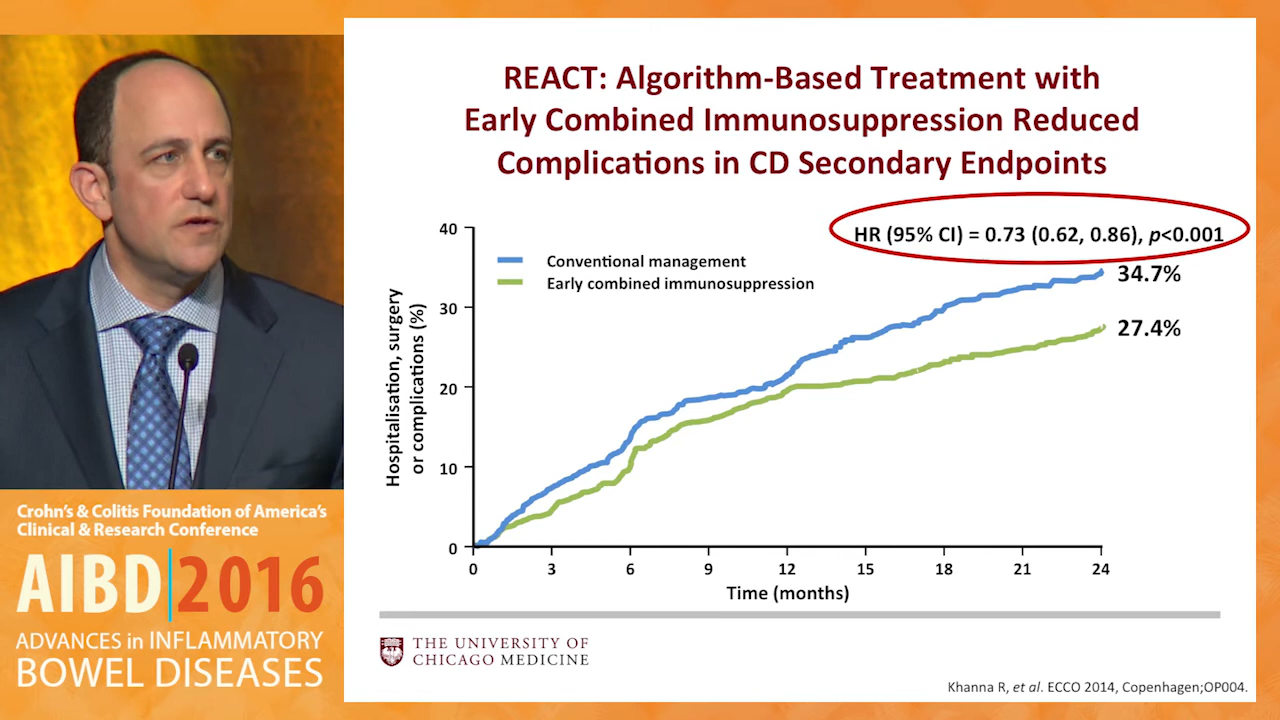 REACT: Algorithm-Based Treatment with
Early Combined Immunosuppression Reduced
Complications in CD Secondary Endpoints
HR (95% CI) = 0.73 (0.62, 0.86), p<0.001
Conventional management
Early combined immunosuppression
34.7%
27.4%
Hospitalisation, surgery
or complications (%)
40
30
20
10
0
0 3 6 9 12 15 18 21 24
Time (months)
THE UNIVERSITY OF
CHICAGO MEDICINE
Khanna R, et al. ECCO 2014, Copenhagen;OP004.
Crohn's & Colitis Foundation of America's
Clinical & Research Conference
AIBD 2016
ADVANCES in INFLAMMATORY
BOWEL DISEASES